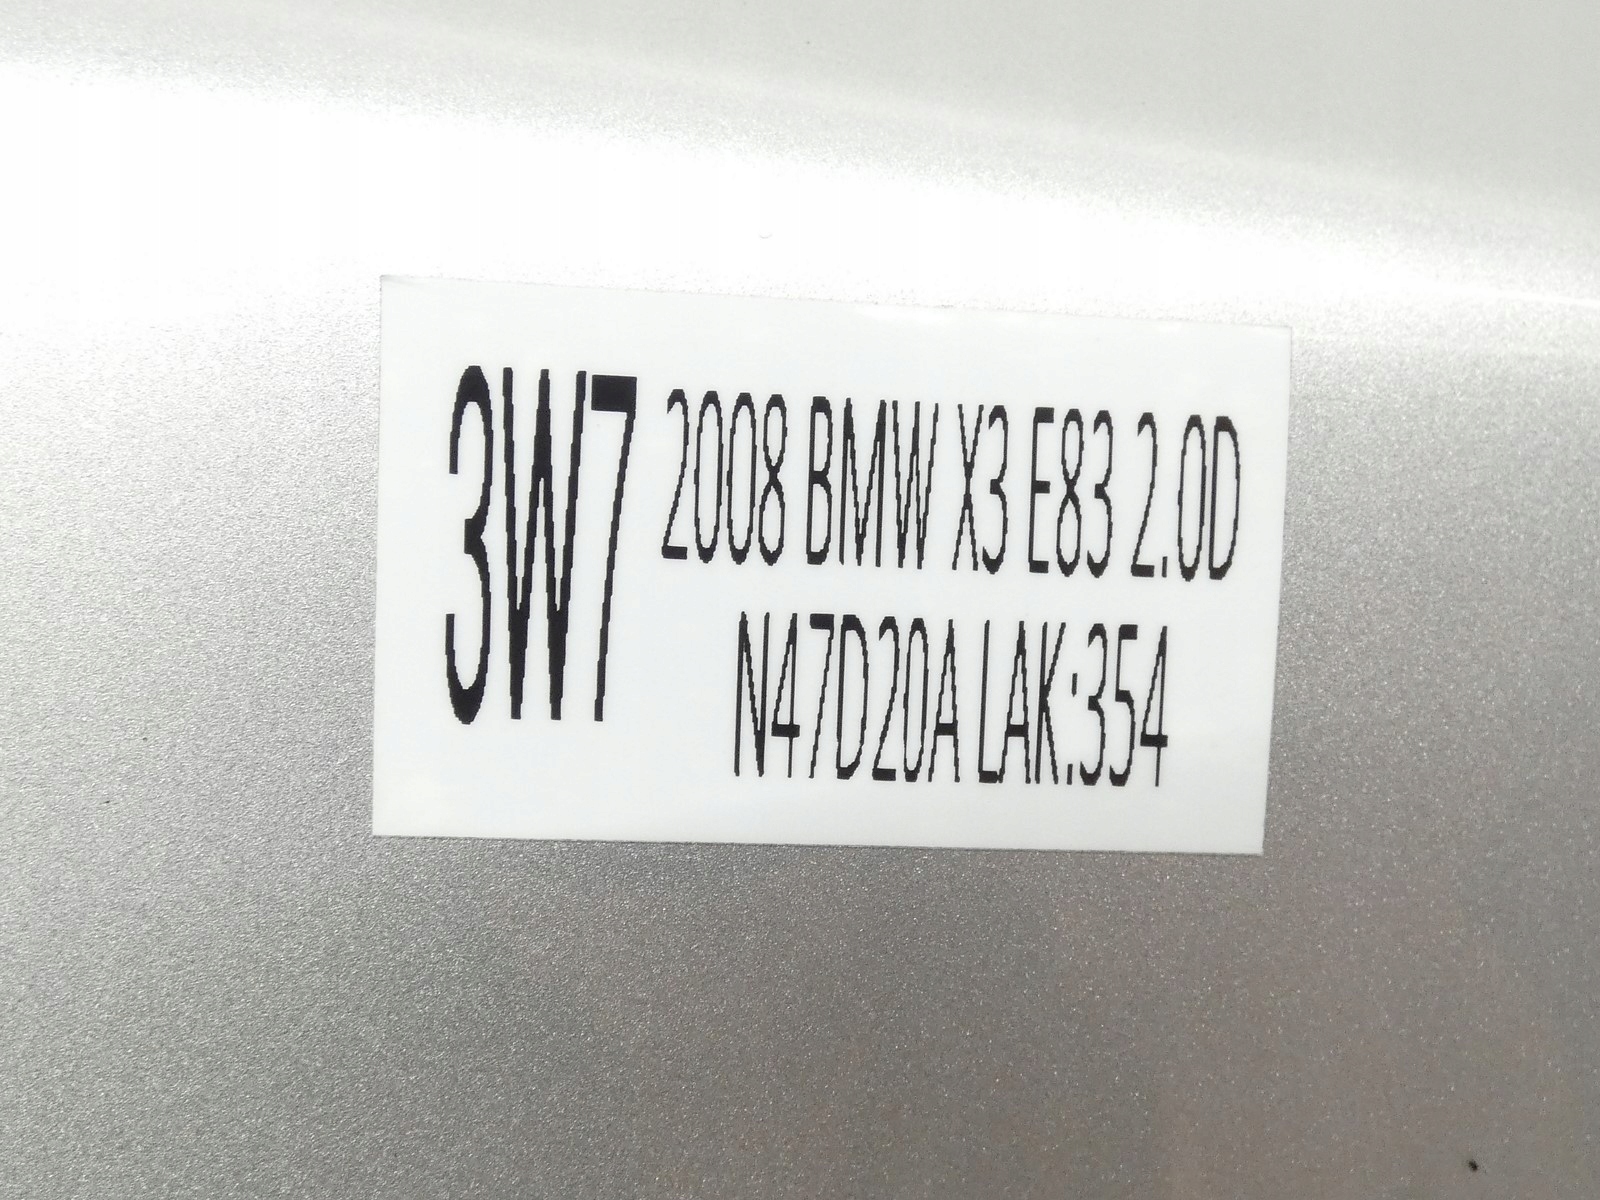 3W7
2008 BMW X3 E83 2.0D
N47D20A LAK:354